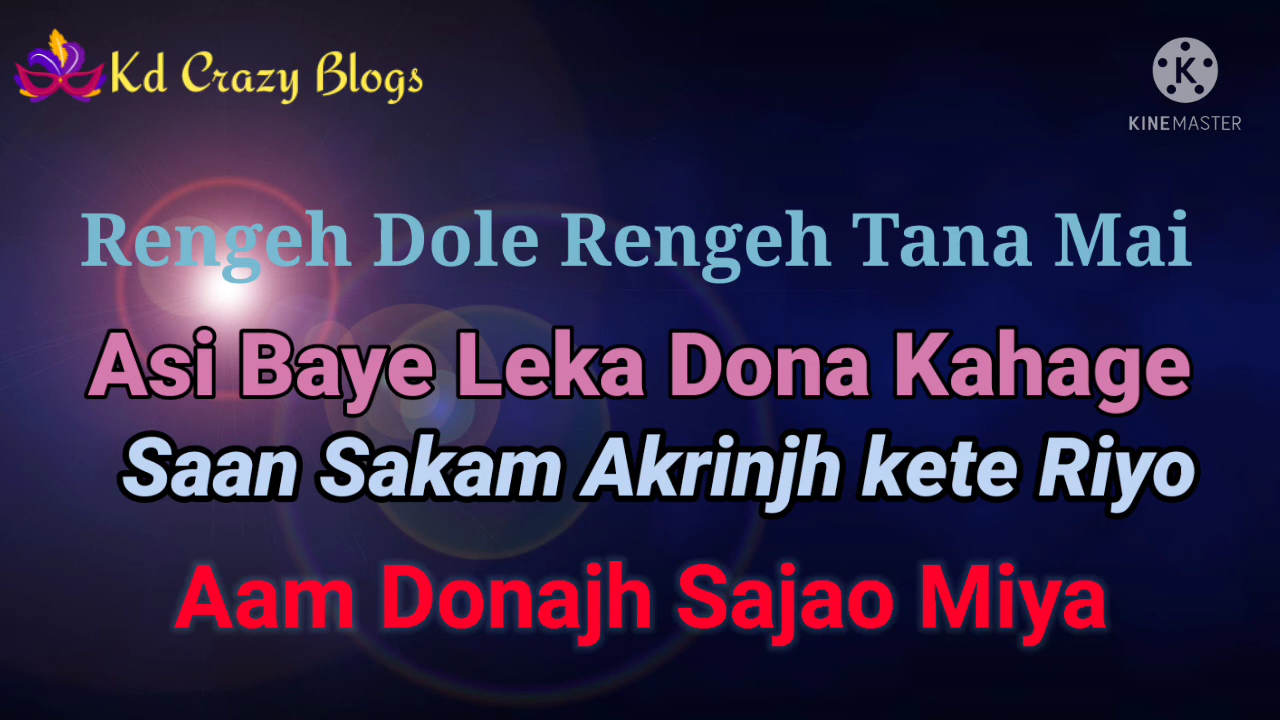 Kd Crazy Blogs
K
KINEMASTER
Rengeh Dole Rengeh Tana Mai
Asi Baye Leka Dona Kahage
Saan Sakam Akrinjh kete Riyo
Aam Donajh Sajao Miya